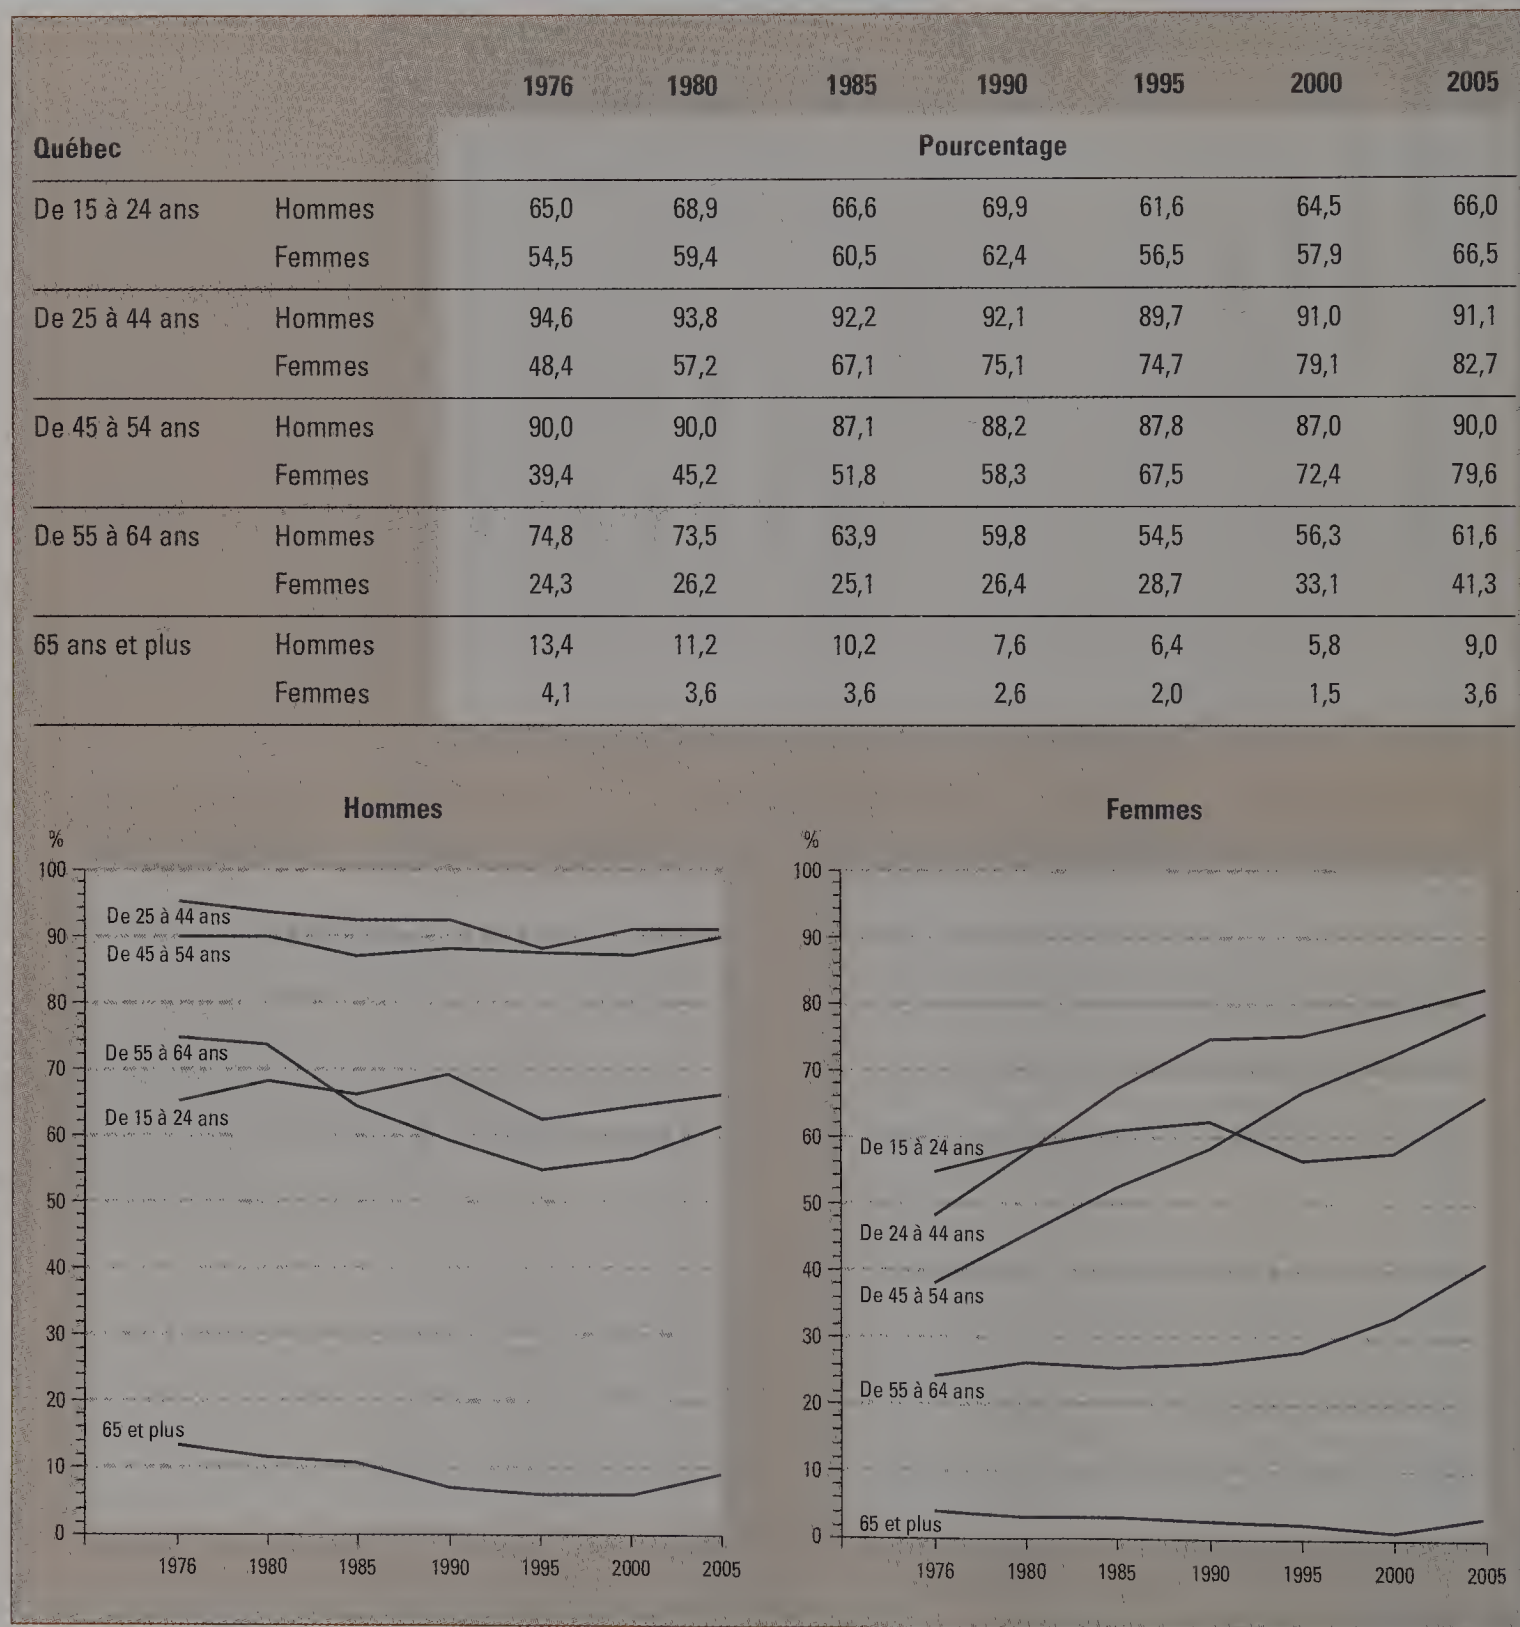 1976 1980 1985 1990 1995 2000 2005
Québec Pourcentage
De 15 à 24 ans Hommes 65,0 68,9 66,6 69,9 61,6 64,5 66,0
Femmes 54,5 59,4 60,5 62,4 56,5 57,9 66,5
De 25 à 44 ans Hommes 94,6 93,8 92,2 92,1 89,7 91,0 91,1
Femmes 48,4 57,2 67,1 75,1 74,7 79,1 82,7
De 45 à 54 ans Hommes 90,0 90,0 87,1 88,2 87,8 87,0 90,0
Femmes 39,4 45,2 51,8 58,3 67,5 72,4 79,6
De 55 à 64 ans Hommes 74,8 73,5 63,9 59,8 54,5 56,3 61,6
Femmes 24,3 26,2 25,1 26,4 28,7 33,1 41,3
65 ans et plus Hommes 13,4 11,2 10,2 7,6 6,4 5,8 9,0
Femmes 4,1 3,6 3,6 2,6 2,0 1,5 3,6
Hommes
%
100
De 25 à 44 ans
90
De 45 à 54 ans
80
De 55 à 64 ans
70
De 15 à 24 ans
60
50
40
30
20
65 et plus
10
0
1976 1980 1985 1990 1995 2000 2005
Femmes
%
100
90
80
70
60
De 15 à 24 ans
50
De 24 à 44 ans
40
De 45 à 54 ans
30
De 55 à 64 ans
20
10
65 et plus
0
1976 1980 1985 1990 1995 2000 2005